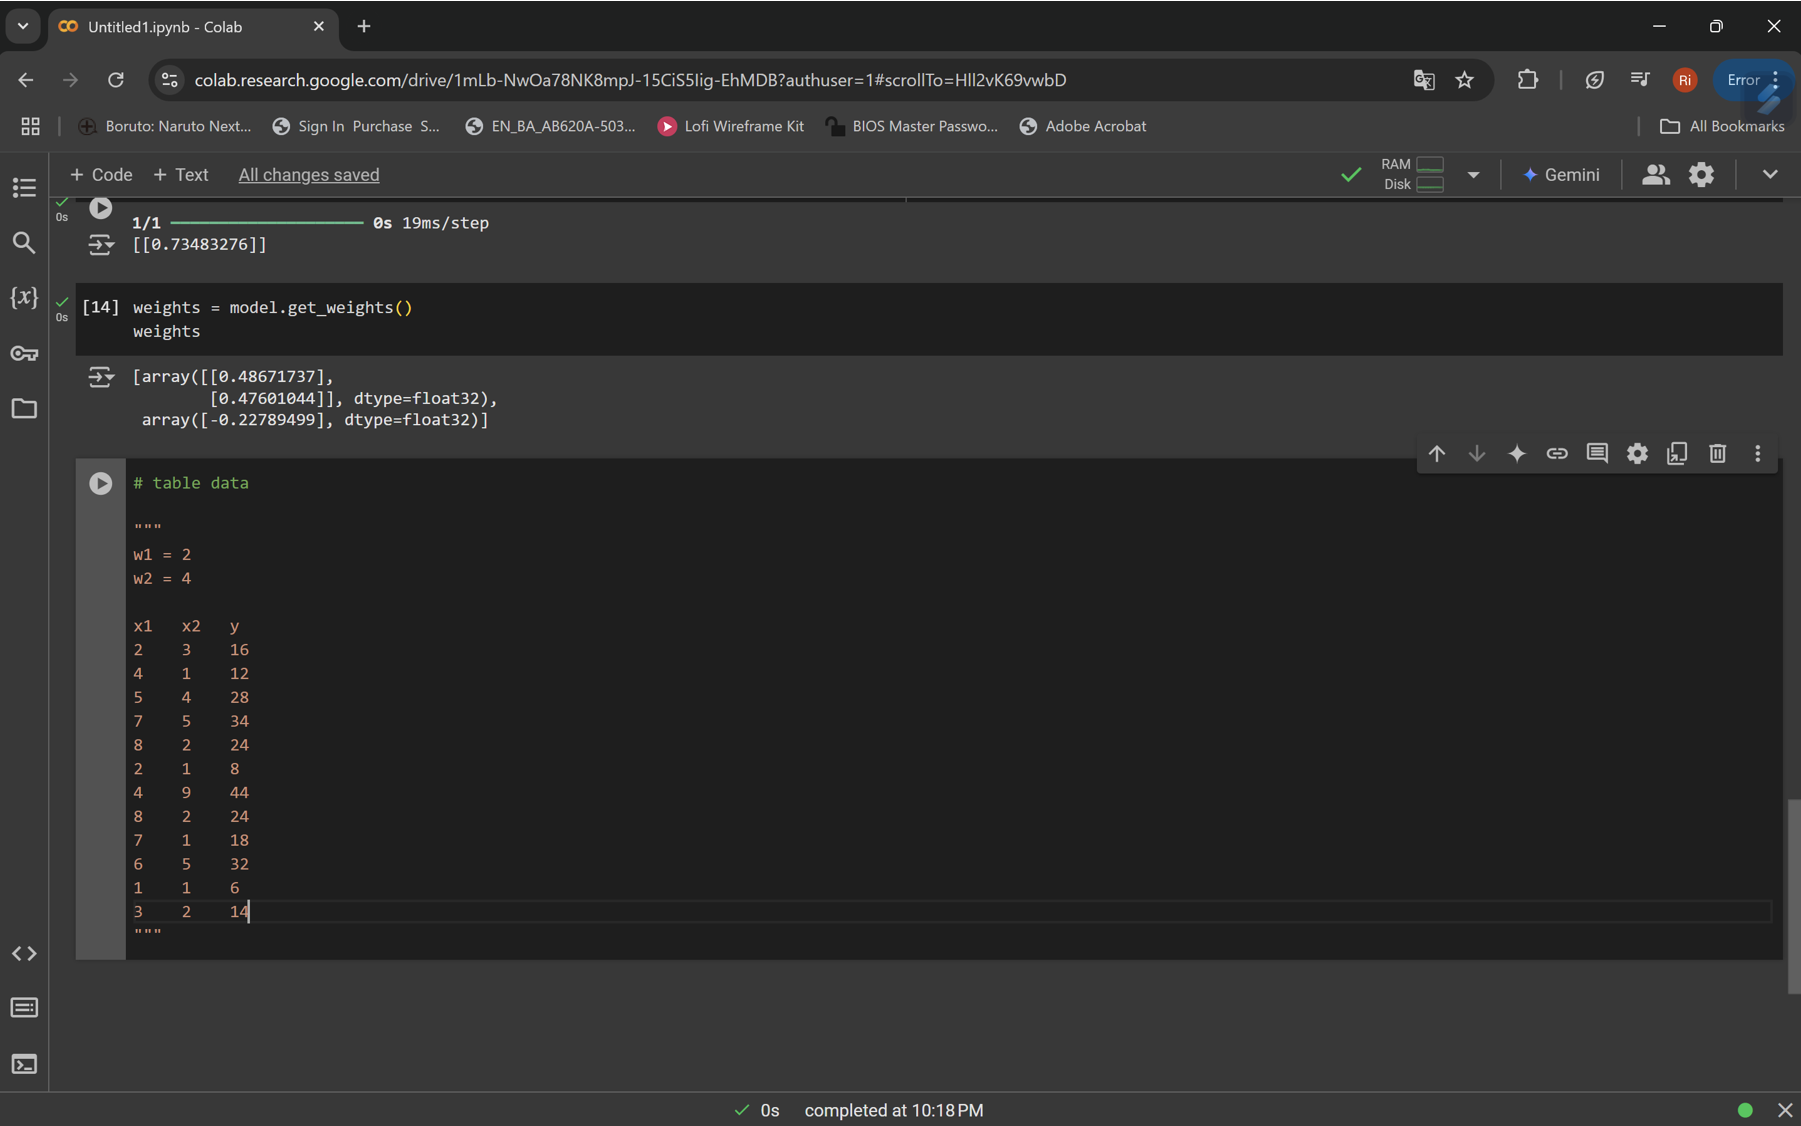 Untitled1.ipynb - Colab
colab.research.google.com/drive/1mLb-NwOa78NK8mpJ-15CiS5Iig-EhMDB?authuser=1#scrollTo=Hll2vK69vwbD
Ri
Error
Boruto: Naruto Next...
Sign In Purchase S...
EN_BA_AB620A-503...
Lofi Wireframe Kit
BIOS Master Passwo...
Adobe Acrobat
All Bookmarks
+ Code + Text All changes saved
RAM
Disk
Gemini
0s
1/1 0s 19ms/step
[[0.73483276]]
[14] weights = model.get_weights()
0s
weights
[array([[0.48671737],
[0.47601044]], dtype=float32),
array([-0.22789499], dtype=float32)]
# table data
"""
w1 = 2
w2 = 4
x1 x2 y
2 3 16
4 1 12
5 4 28
7 5 34
8 2 24
2 1 8
4 9 44
8 2 24
7 1 18
6 5 32
1 1 6
3 2 14
"""
0s completed at 10:18 PM